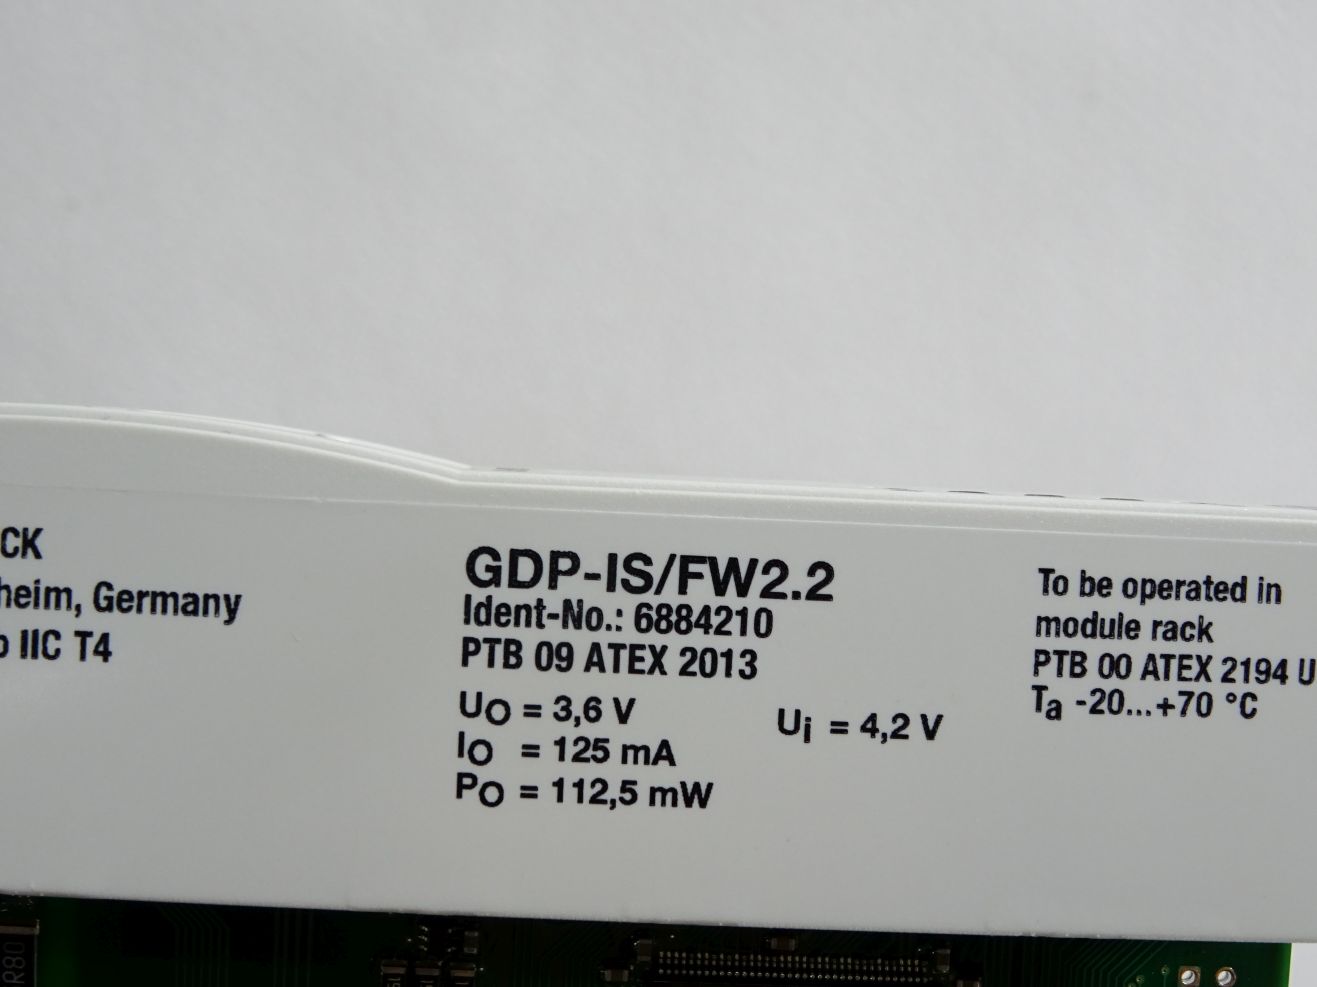 CK
heim, Germany
IIC T4
GDP-IS/FW2.2
Ident-No.: 6884210
PTB 09 ATEX 2013
Uo = 3,6 V
Ui = 4,2 V
Io = 125 mA
Po = 112,5 mW
To be operated in
module rack
PTB 00 ATEX 2194 U
Ta -20...+70 °C
R80